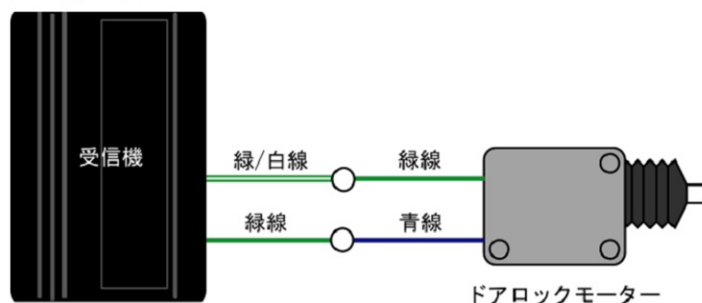 受信機
緑/白線
緑線
緑線
青線
ドアロックモーター